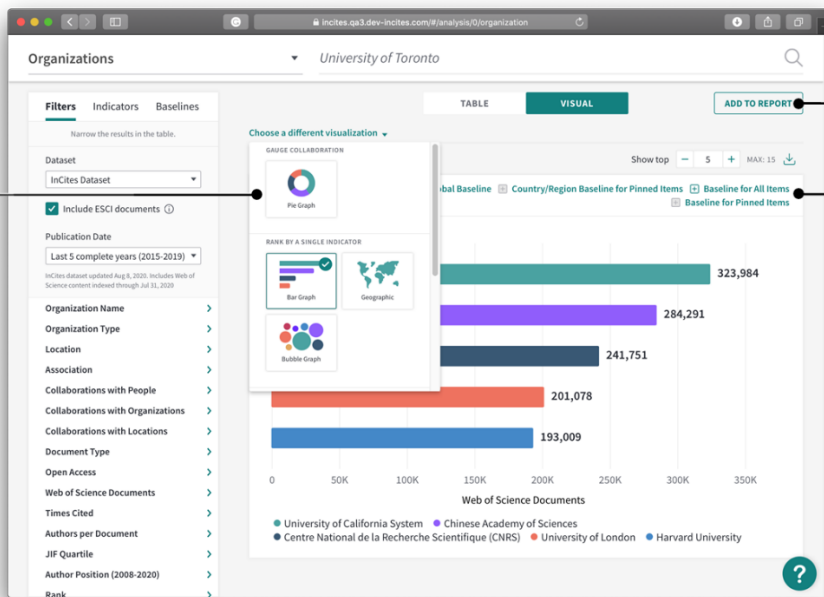 incites.qa3.dev-incites.com/#/analysis/0/organization
Organizations
University of Toronto
Filters
Indicators
Baselines
Narrow the results in the table.
Dataset
InCites Dataset
Include ESCI documents
Publication Date
Last 5 complete years (2015-2019)
InCites dataset updated Aug 8, 2020. Includes Web of
Science content indexed through Jul 31, 2020
Organization Name
Organization Type
Location
Association
Collaborations with People
Collaborations with Organizations
Collaborations with Locations
Document Type
Open Access
Web of Science Documents
Times Cited
Authors per Document
JIF Quartile
Author Position (2008-2020)
Rank
TABLE
VISUAL
ADD TO REPORT
Choose a different visualization
GAUGE COLLABORATION
Pie Graph
RANK BY A SINGLE INDICATOR
Bar Graph
Geographic
Bubble Graph
Show top − 5 + MAX: 15
Baseline Country/Region Baseline for Pinned Items Baseline for All Items
Baseline for Pinned Items
323,984
284,291
241,751
201,078
193,009
0 50K 100K 150K 200K 250K 300K 350K
Web of Science Documents
University of California System Chinese Academy of Sciences
Centre National de la Recherche Scientifique (CNRS) University of London Harvard University
?